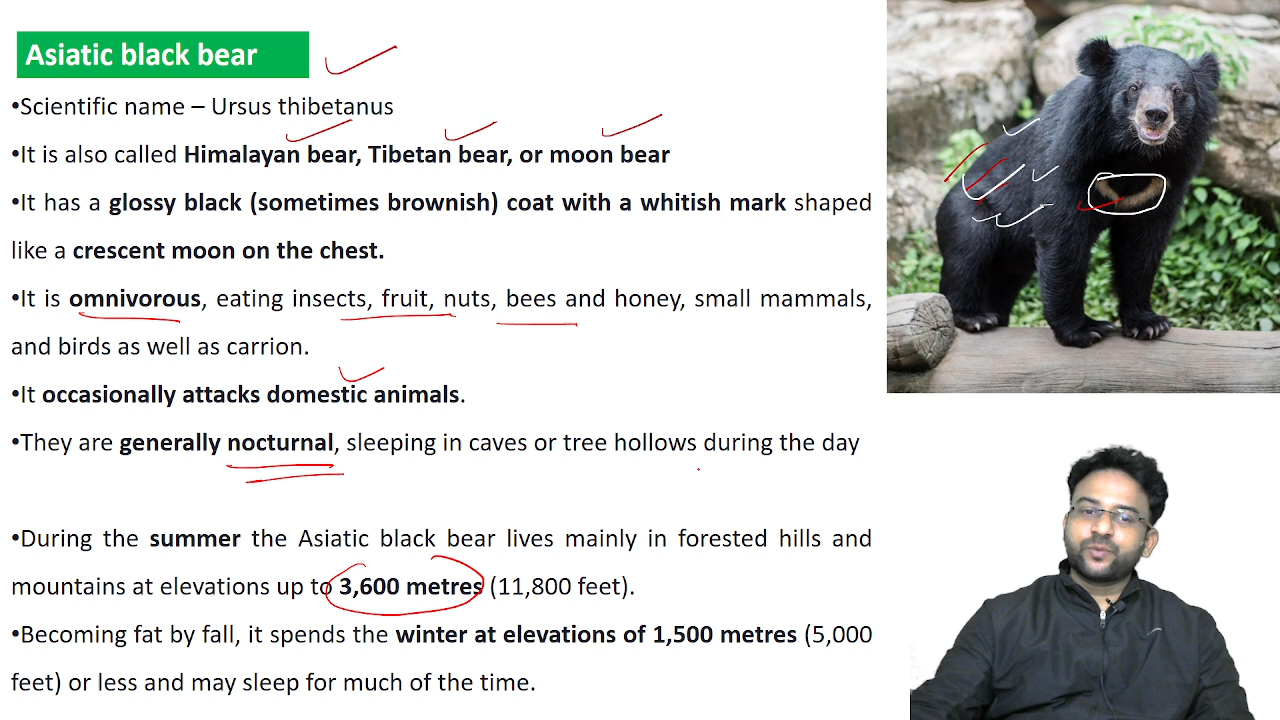 Asiatic black bear
•Scientific name – Ursus thibetanus
•It is also called Himalayan bear, Tibetan bear, or moon bear
•It has a glossy black (sometimes brownish) coat with a whitish mark shaped
like a crescent moon on the chest.
•It is omnivorous, eating insects, fruit, nuts, bees and honey, small mammals,
and birds as well as carrion.
•It occasionally attacks domestic animals.
•They are generally nocturnal, sleeping in caves or tree hollows during the day
•During the summer the Asiatic black bear lives mainly in forested hills and
mountains at elevations up to 3,600 metres (11,800 feet).
•Becoming fat by fall, it spends the winter at elevations of 1,500 metres (5,000
feet) or less and may sleep for much of the time.